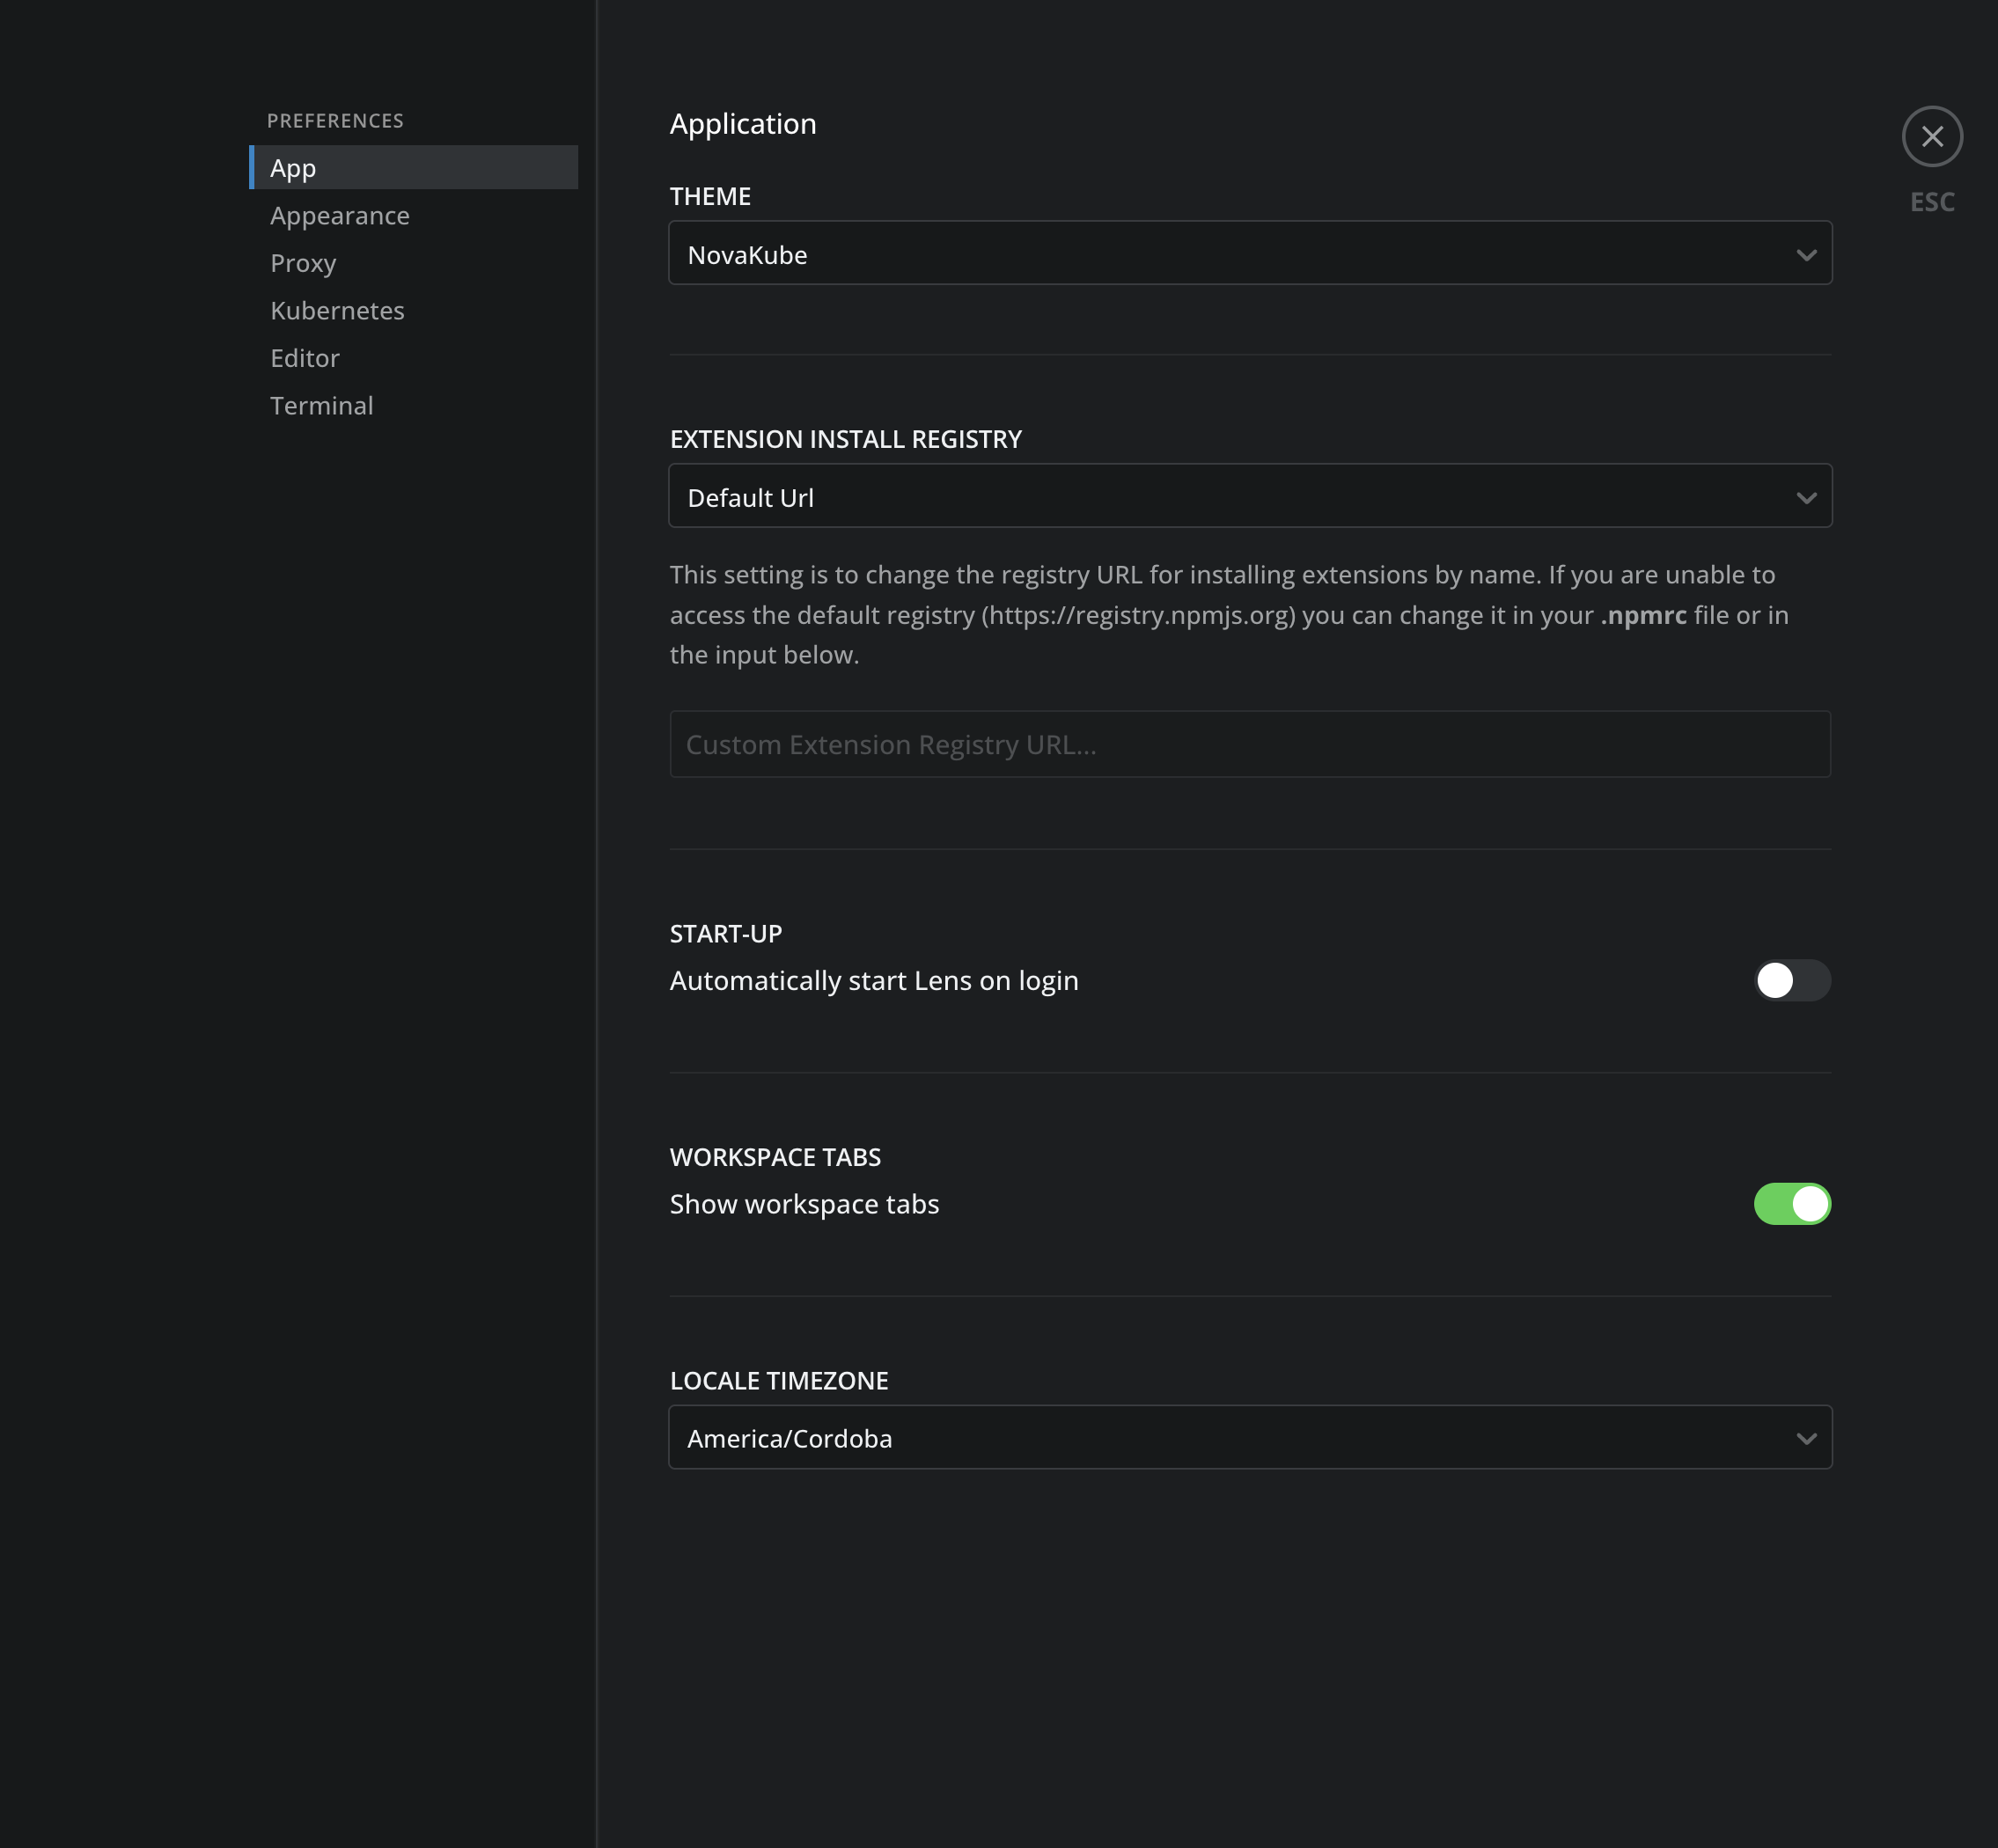 PREFERENCES
App
Appearance
Proxy
Kubernetes
Editor
Terminal
Application
THEME
NovaKube
EXTENSION INSTALL REGISTRY
Default Url
This setting is to change the registry URL for installing extensions by name. If you are unable to
access the default registry (https://registry.npmjs.org) you can change it in your .npmrc file or in
the input below.
Custom Extension Registry URL...
START-UP
Automatically start Lens on login
WORKSPACE TABS
Show workspace tabs
LOCALE TIMEZONE
America/Cordoba
ESC